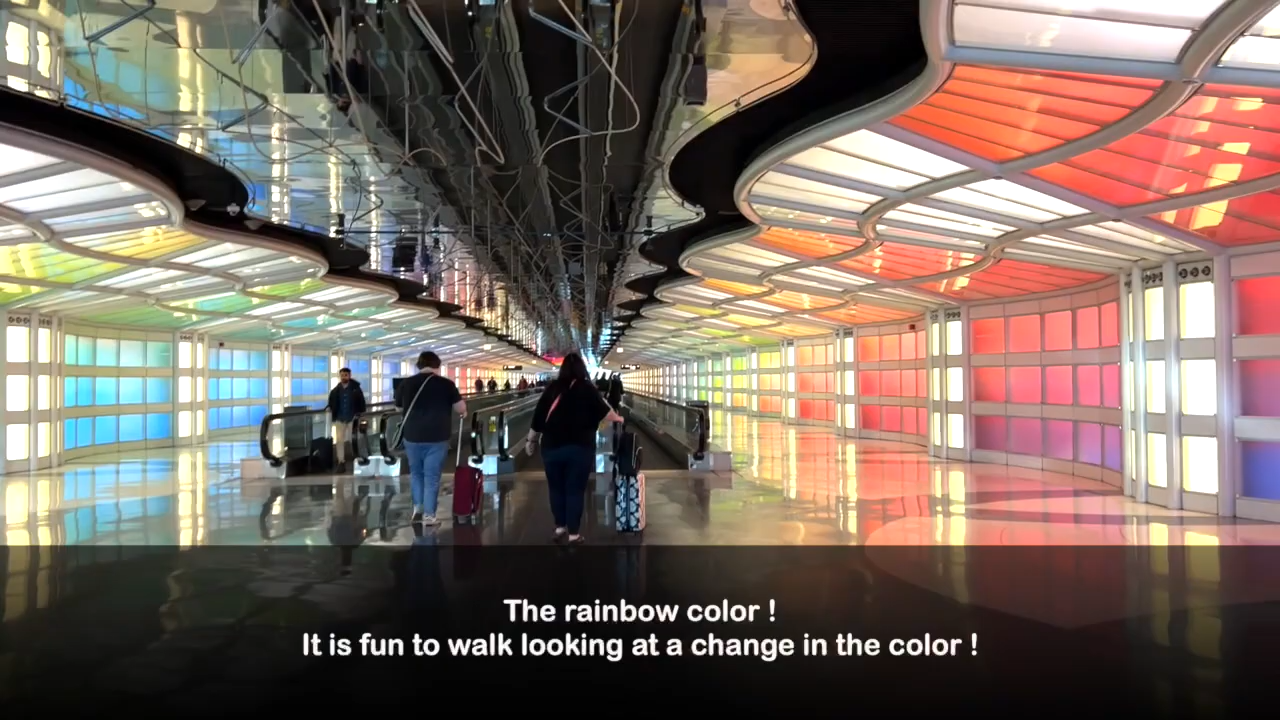 The rainbow color !
It is fun to walk looking at a change in the color !